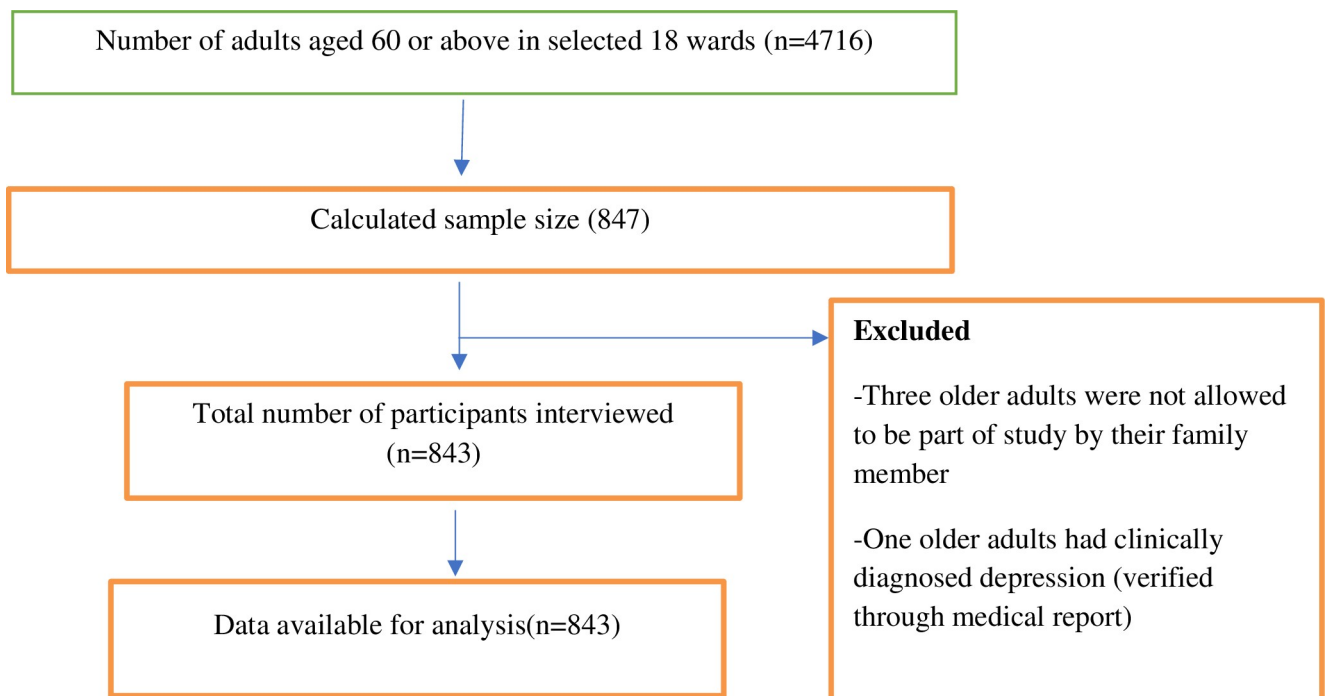 Number of adults aged 60 or above in selected 18 wards (n=4716)
Calculated sample size (847)
Excluded
-Three older adults were not allowed
to be part of study by their family
member
-One older adults had clinically
diagnosed depression (verified
through medical report)
Total number of participants interviewed
(n=843)
Data available for analysis(n=843)